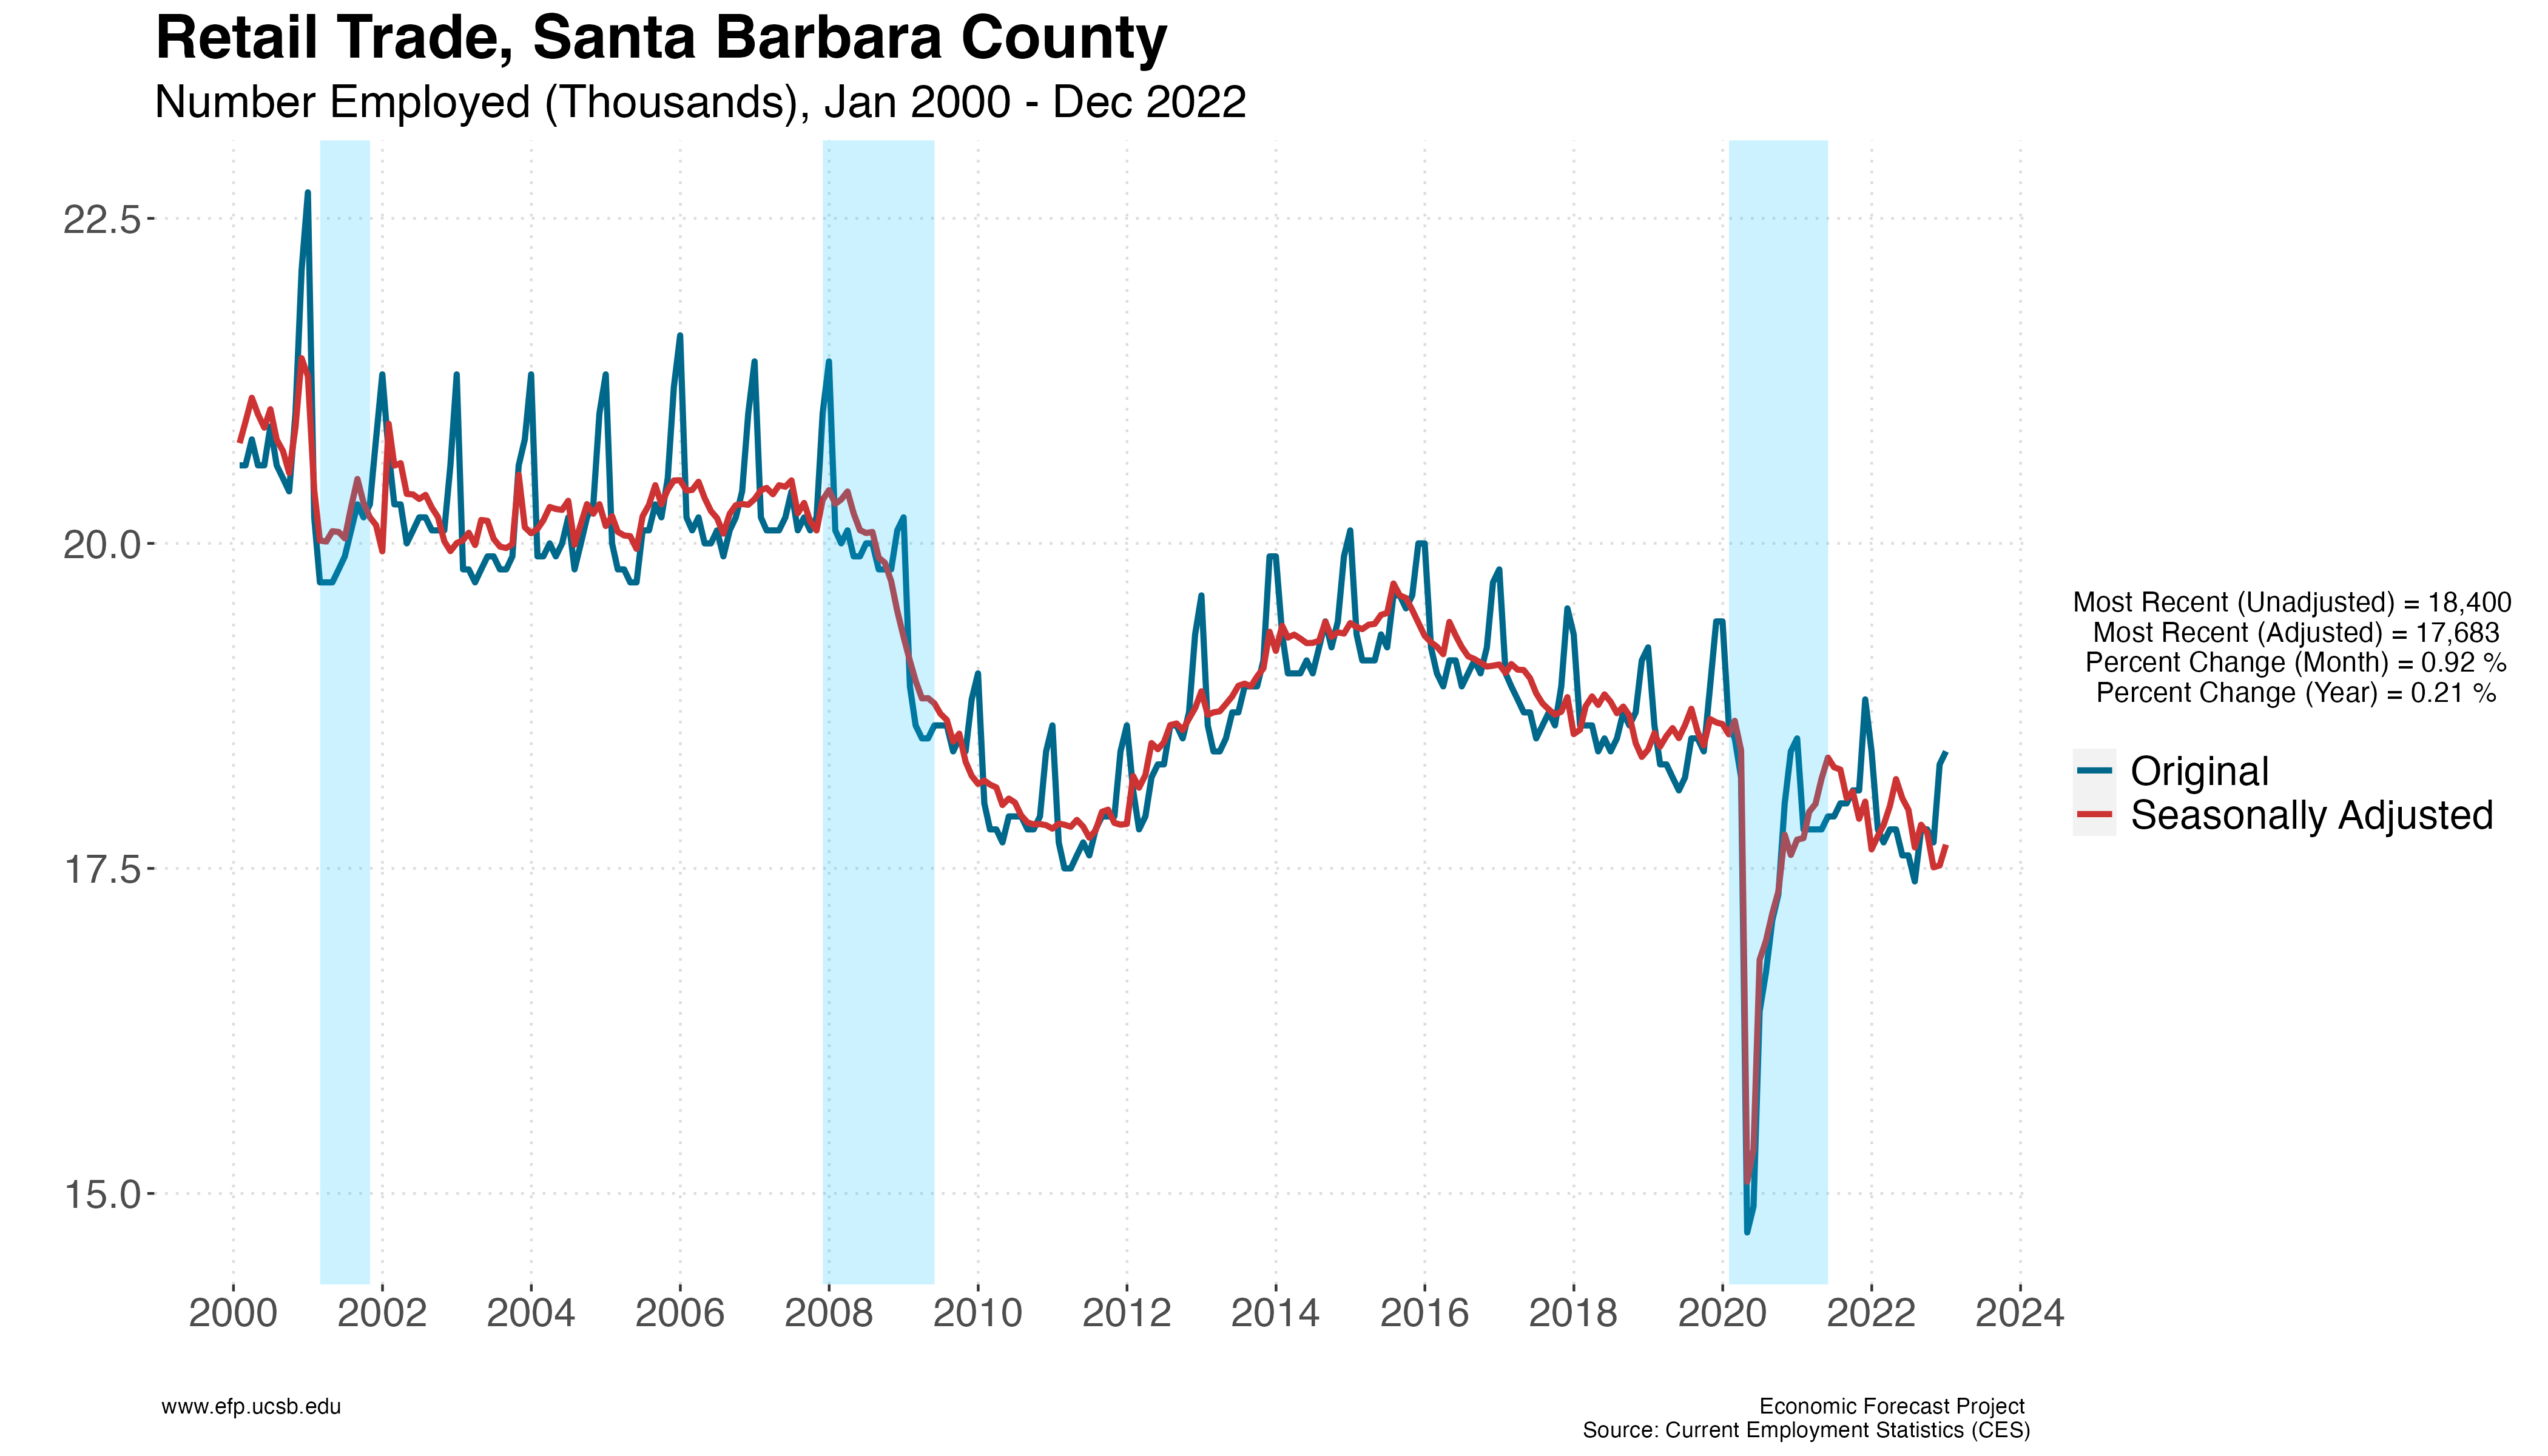 Retail Trade, Santa Barbara County
Number Employed (Thousands), Jan 2000 - Dec 2022
22.5
20.0
17.5
15.0
2000 2002 2004 2006 2008 2010 2012 2014 2016 2018 2020 2022 2024
Most Recent (Unadjusted) = 18,400
Most Recent (Adjusted) = 17,683
Percent Change (Month) = 0.92 %
Percent Change (Year) = 0.21 %
Original
Seasonally Adjusted
www.efp.ucsb.edu
Economic Forecast Project
Source: Current Employment Statistics (CES)